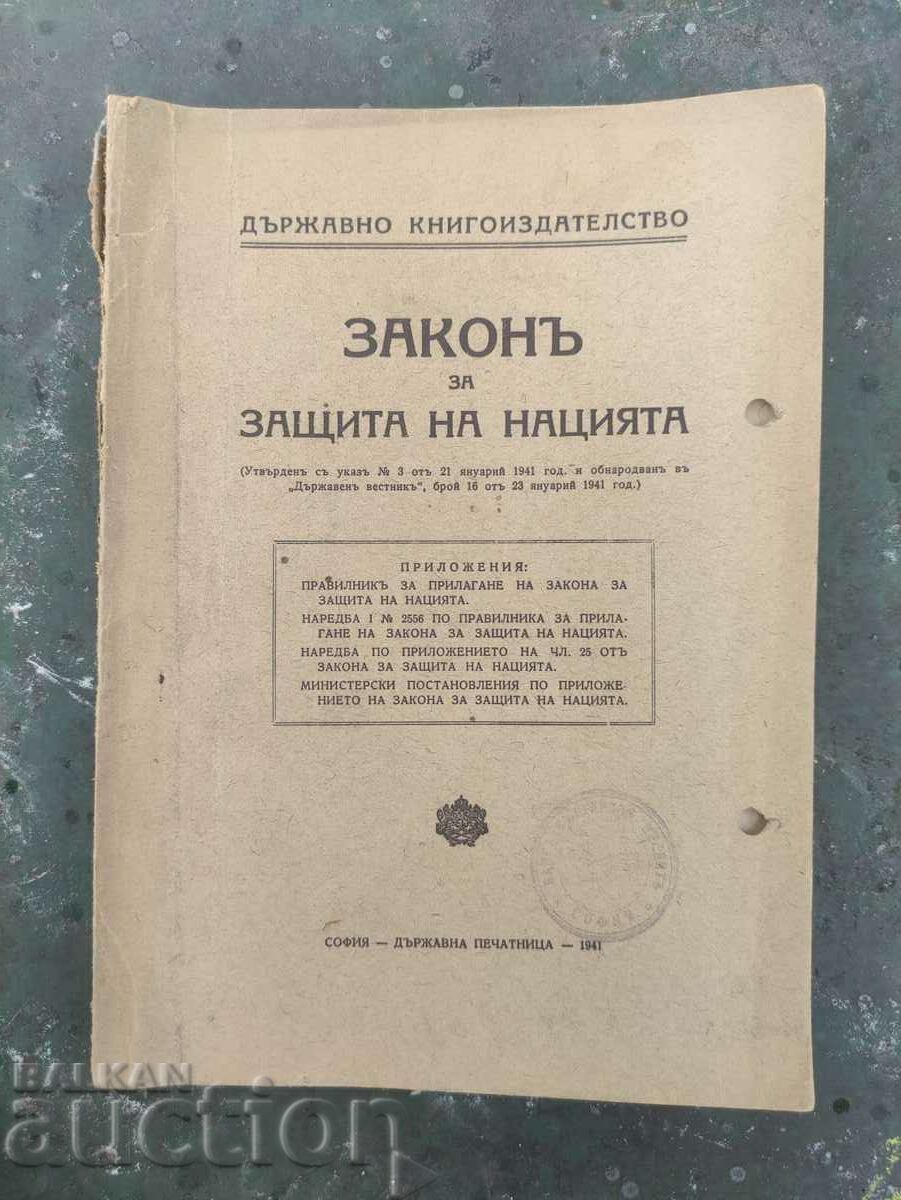 ДЪРЖАВНО КНИГОИЗДАТЕЛСТВО
ЗАКОНЪ
ЗА
ЗАЩИТА НА НАЦИЯТА
(Утвърденъ съ указъ № 3 отъ 21 януарий 1941 год. и обнародванъ въ
„Държавенъ вестникъ“, брой 16 отъ 23 януарий 1941 год.)
ПРИЛОЖЕНИЯ:
ПРАВИЛНИКЪ ЗА ПРИЛАГАНЕ НА ЗАКОНА ЗА
ЗАЩИТА НА НАЦИЯТА.
НАРЕДБА I № 2556 ПО ПРАВИЛНИКА ЗА ПРИЛА-
ГАНЕ НА ЗАКОНА ЗА ЗАЩИТА НА НАЦИЯТА.
НАРЕДБА ПО ПРИЛОЖЕНИЕТО НА ЧЛ. 25 ОТЪ
ЗАКОНА ЗА ЗАЩИТА НА НАЦИЯТА.
МИНИСТЕРСКИ ПОСТАНОВЛЕНИЯ ПО ПРИЛОЖЕ-
НИЕТО НА ЗАКОНА ЗА ЗАЩИТА НА НАЦИЯТА.
СОФИЯ — ДЪРЖАВНА ПЕЧАТНИЦА — 1941
BALKAN
auction